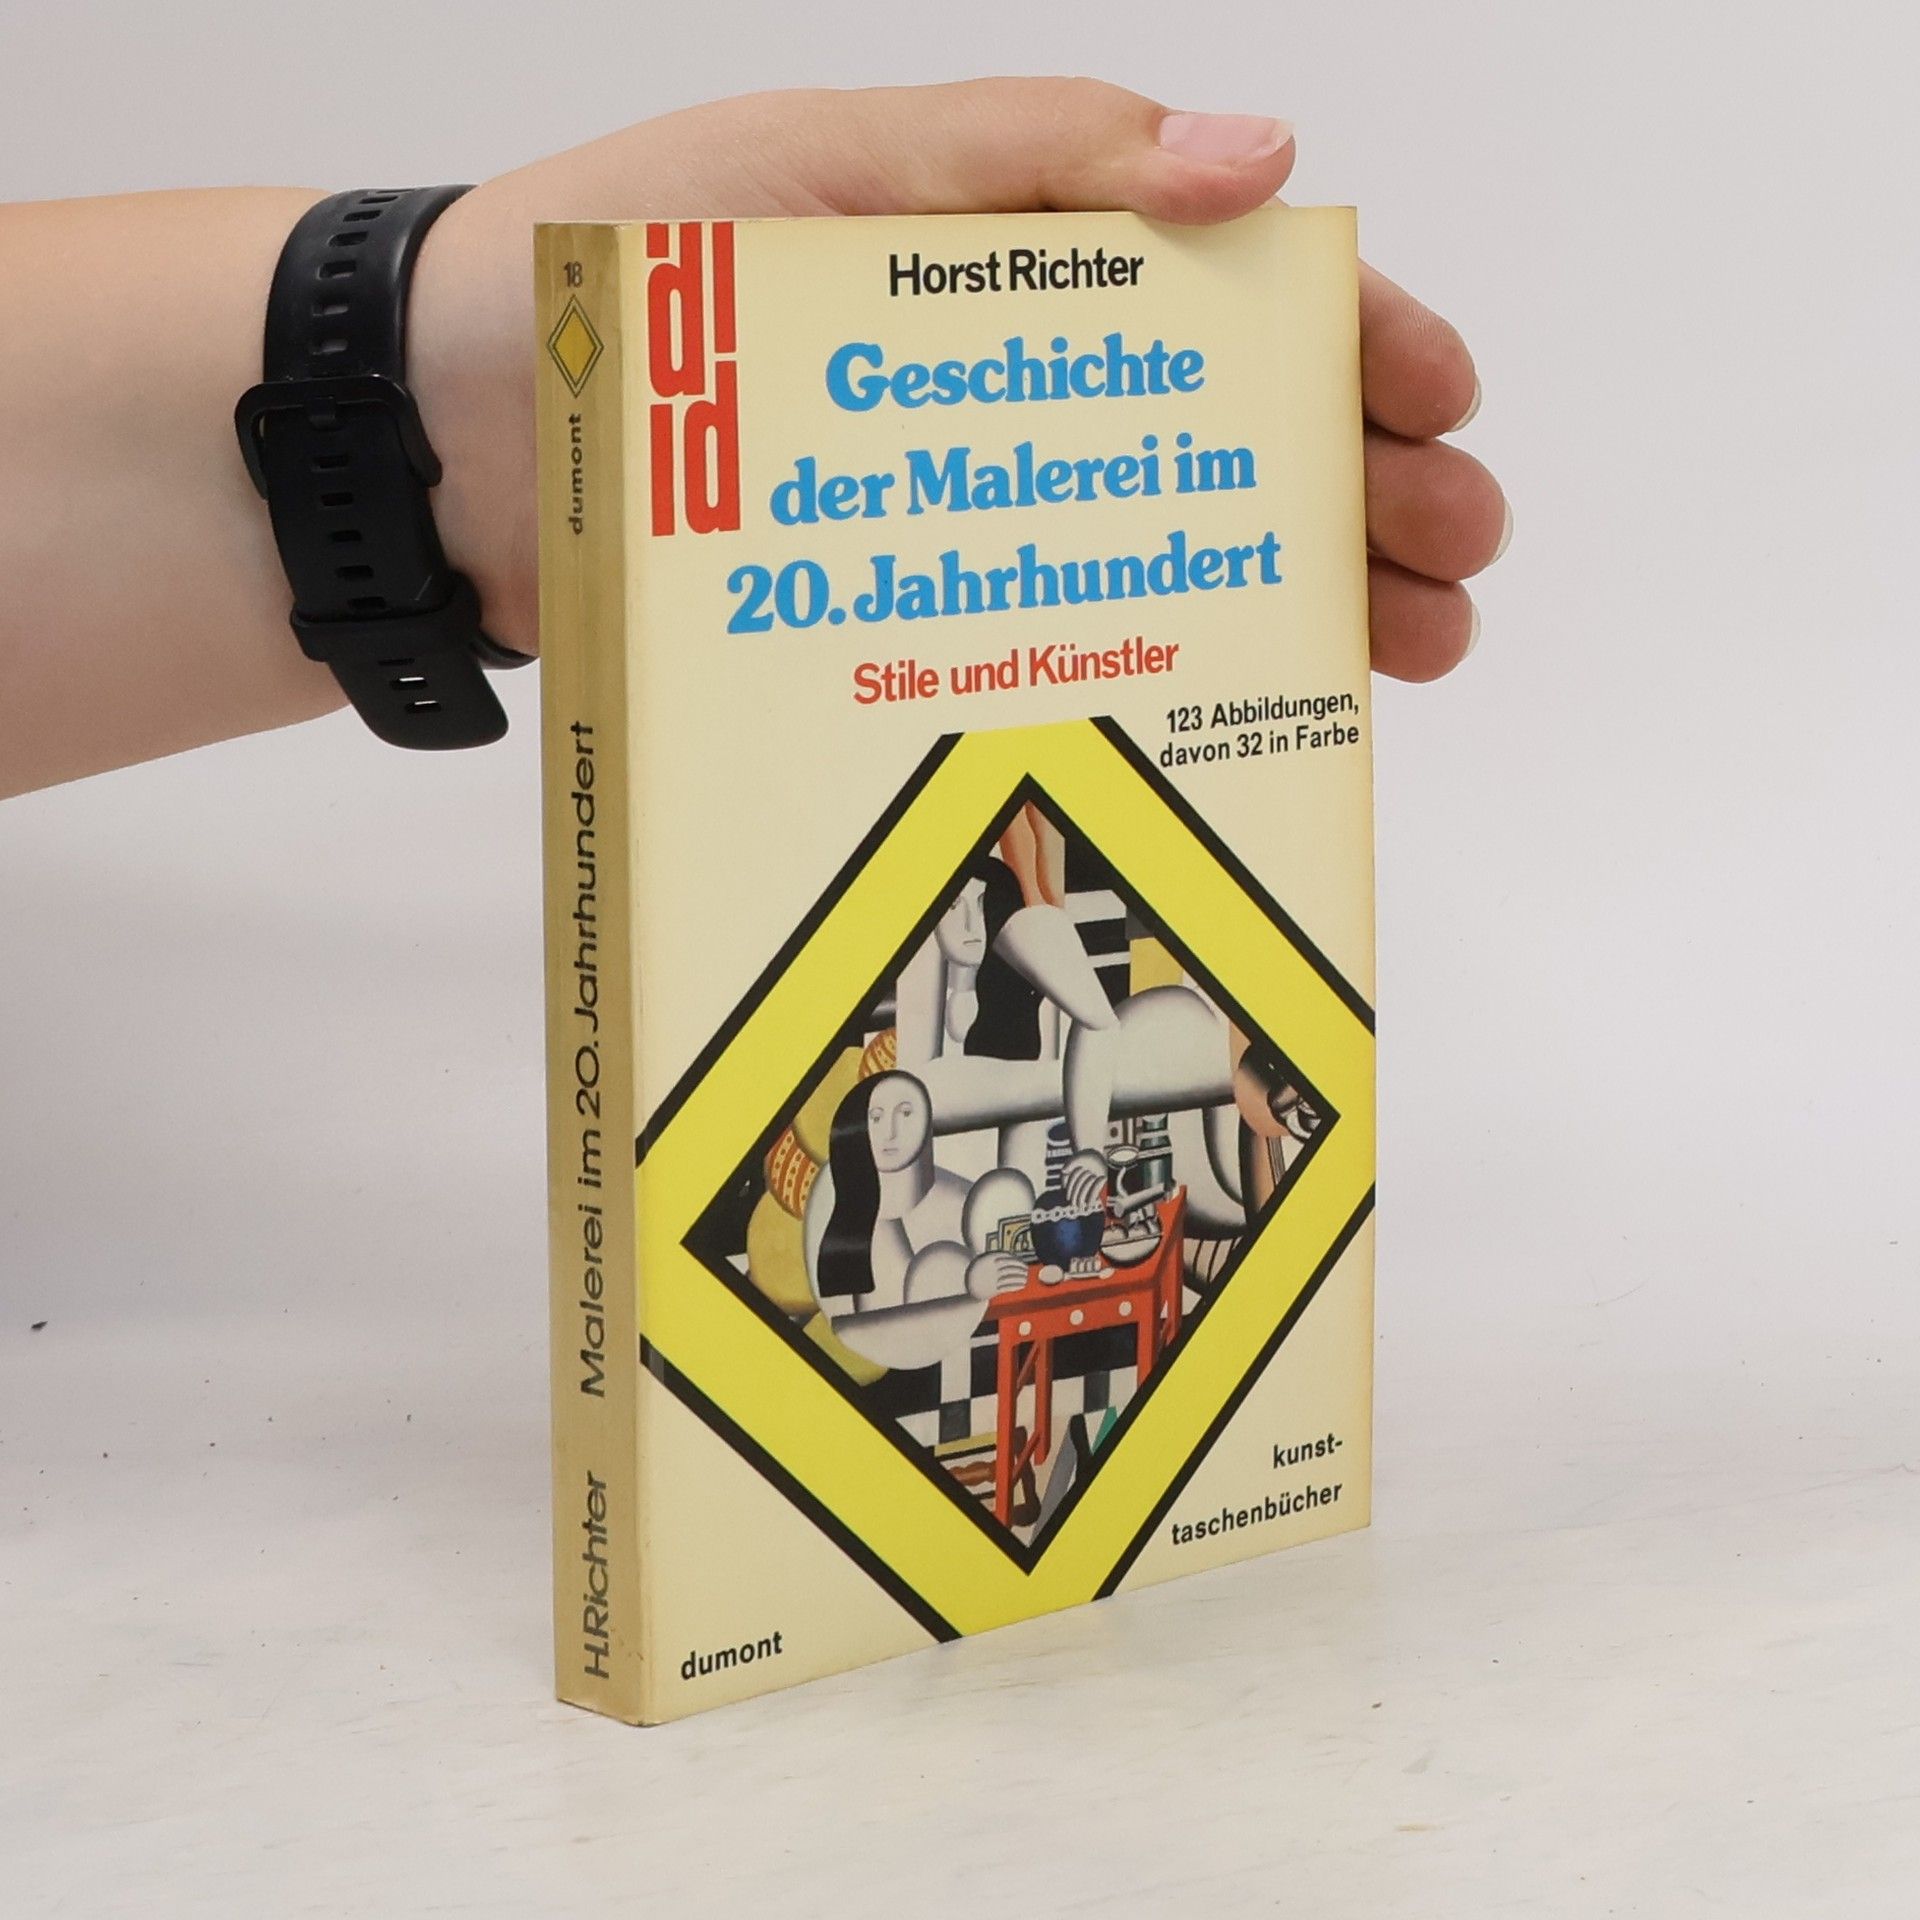 18
dumont
H.Richter Malerei im 20. Jahrhundert
Horst Richter
Geschichte
der Malerei im
20. Jahrhundert
Stile und Künstler
123 Abbildungen,
davon 32 in Farbe
kunst-
taschenbücher
dumont